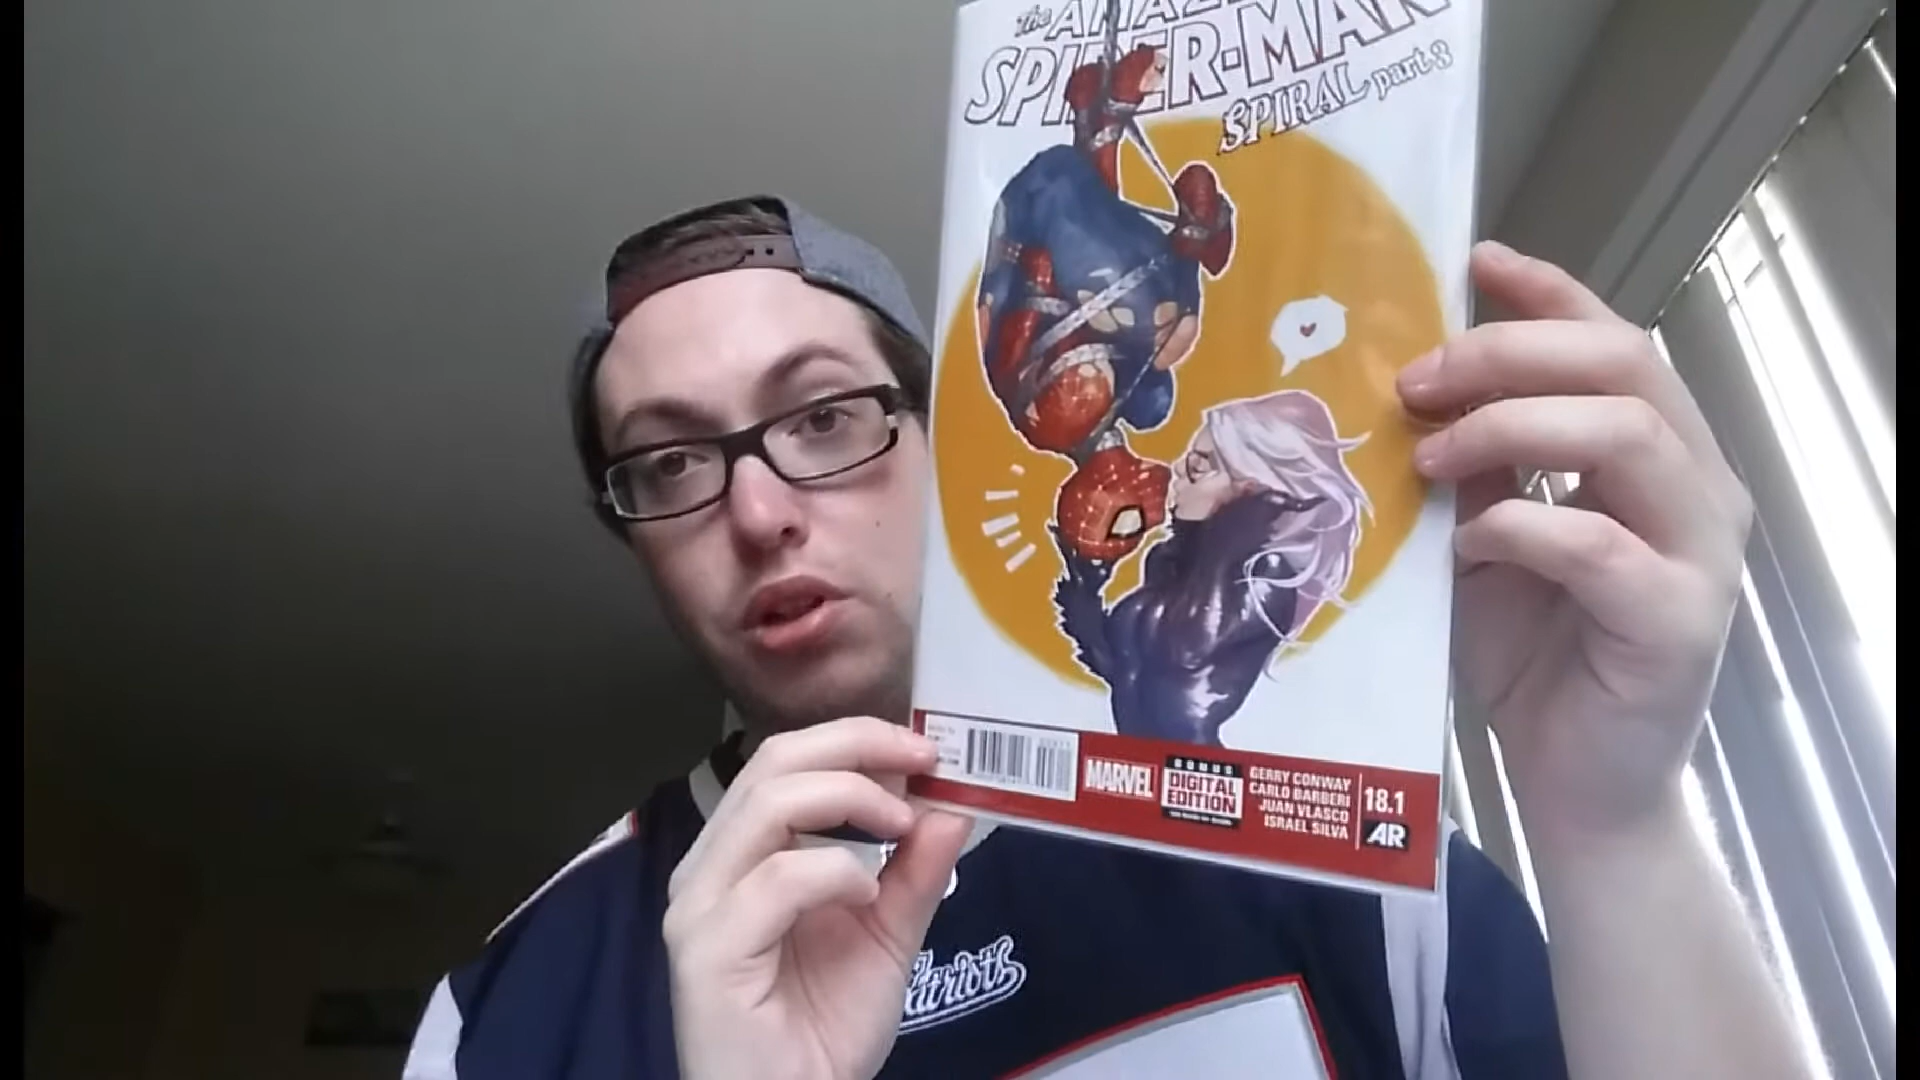 The AMAZ
SPIDER-MAN
SPIRAL part 3
MARVEL
BONUS
DIGITAL
EDITION
GERRY CONWAY
CARLO BARBERI
JUAN VLASCO
ISRAEL SILVA
18.1
AR
Patriots